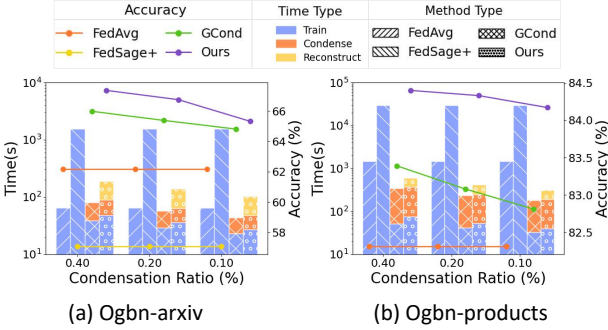 Accuracy Time Type Method Type
FedAvg GCond Train FedAvg GCond
FedSage+ Ours Condense FedSage+ Ours
Reconstruct
10^4 10^5 84.5
66
10^3 10^4 84.0
64
Time(s) Accuracy (%) Time(s) Accuracy (%)
62 10^3 83.5
10^2 60 10^2 83.0
58
10^1 10^1 82.5
0.40 0.20 0.10 0.40 0.20 0.10
Condensation Ratio (%) Condensation Ratio (%)
(a) Ogbn-arxiv (b) Ogbn-products